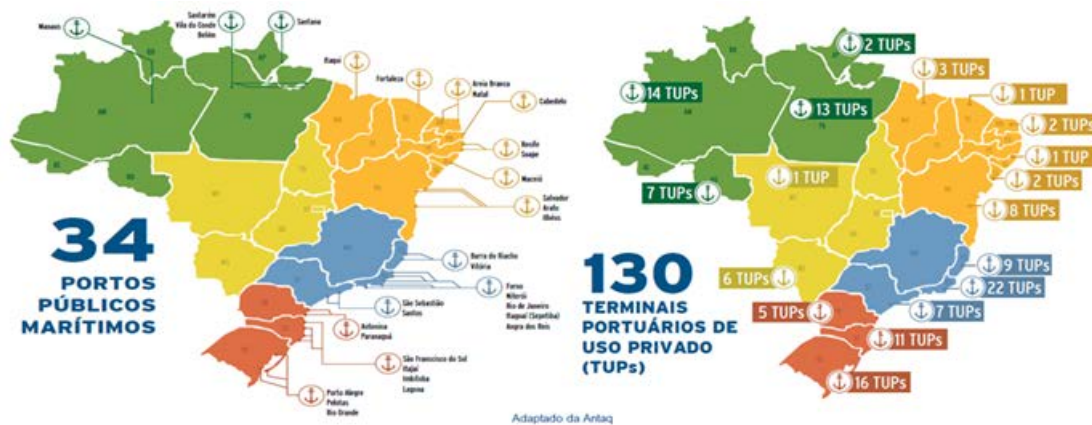 Manaus
Santarém
Vila do Conde
Belém
Santana
Itaqui
Fortaleza
Areia Branca
Natal
Cabedelo
Recife
Suape
Maceió
Salvador
Aratu
Ilhéus
34
PORTOS
PÚBLICOS
MARÍTIMOS
Barra do Riacho
Vitória
Forno
Niterói
Rio de Janeiro
Itaguaí (Sepetiba)
Angra dos Reis
São Sebastião
Santos
Antonina
Paranaguá
São Francisco do Sul
Itajaí
Imbituba
Laguna
Porto Alegre
Pelotas
Rio Grande
2 TUPs
3 TUPs
14 TUPs
1 TUP
13 TUPs
2 TUPs
1 TUP
1 TUP
2 TUPs
7 TUPs
8 TUPs
130
TERMINAIS
PORTUÁRIOS DE
USO PRIVADO
(TUPs)
9 TUPs
6 TUPs
22 TUPs
7 TUPs
5 TUPs
11 TUPs
16 TUPs
Adaptado da Antaq